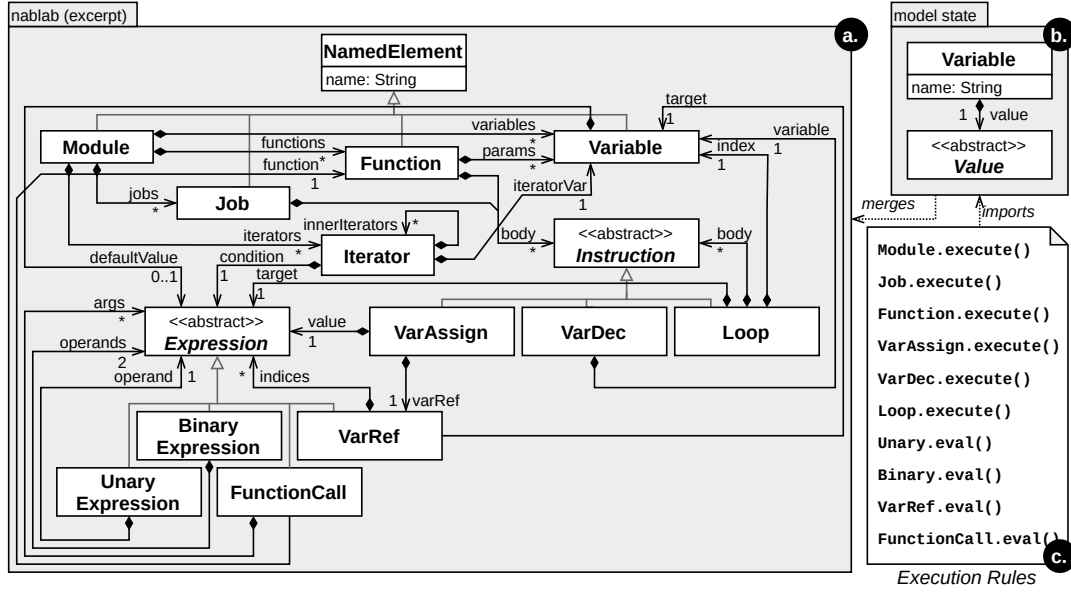 nablab (excerpt)
a.
NamedElement
name: String
Module
variables
*
functions
*
function
1
Function
params
*
Variable
target
1
variable
1
index
1
jobs
*
Job
iteratorVar
1
innerIterators
*
iterators
*
Iterator
body
*
<<abstract>>
Instruction
body
*
defaultValue
0..1
condition
1
target
1
args
*
<<abstract>>
Expression
value
1
VarAssign
VarDec
Loop
operands
2
operand
1
*
indices
1
varRef
Binary
Expression
VarRef
Unary
Expression
FunctionCall
model state
b.
Variable
name: String
1
value
<<abstract>>
Value
merges
imports
Module.execute()
Job.execute()
Function.execute()
VarAssign.execute()
VarDec.execute()
Loop.execute()
Unary.eval()
Binary.eval()
VarRef.eval()
FunctionCall.eval()
c.
Execution Rules